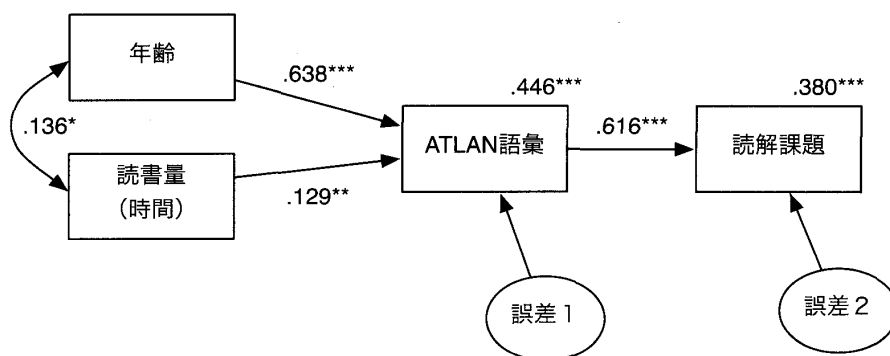 年齢
.638***
.446***
.380***
.136*
ATLAN語彙
.616***
読解課題
読書量
（時間）
.129**
誤差１
誤差２